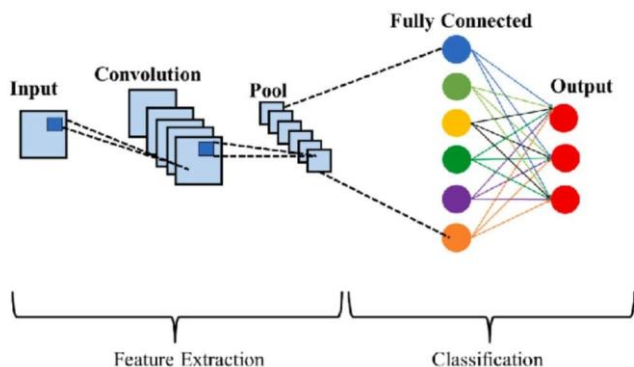 Fully Connected
Convolution
Input
Pool
Output
Feature Extraction
Classification